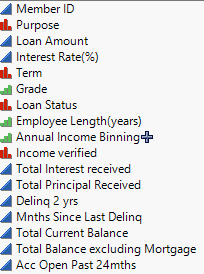 Member ID
Purpose
Loan Amount
Interest Rate(%)
Term
Grade
Loan Status
Employee Length(years)
Annual Income Binning
Income verified
Total Interest received
Total Principal Received
Delinq 2 yrs
Mnths Since Last Delinq
Total Current Balance
Total Balance excluding Mortgage
Acc Open Past 24mths